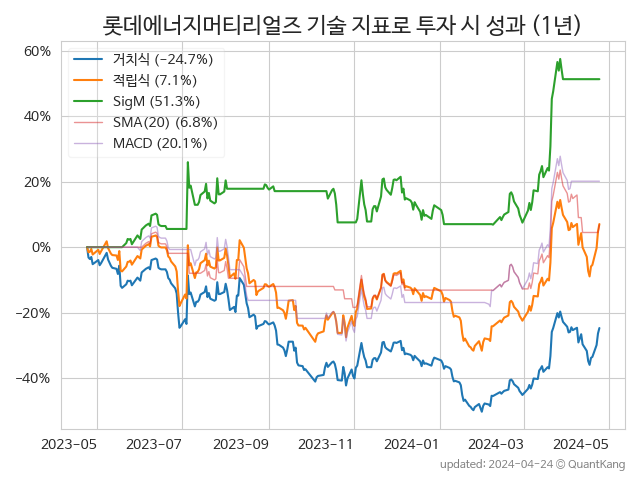 롯데에너지머티리얼즈 기술 지표로 투자 시 성과 (1년)
60%
40%
20%
0%
−20%
−40%
거치식 (-24.7%)
적립식 (7.1%)
SigM (51.3%)
SMA(20) (6.8%)
MACD (20.1%)
2023-05 2023-07 2023-09 2023-11 2024-01 2024-03 2024-05
updated: 2024-04-24 © QuantKang